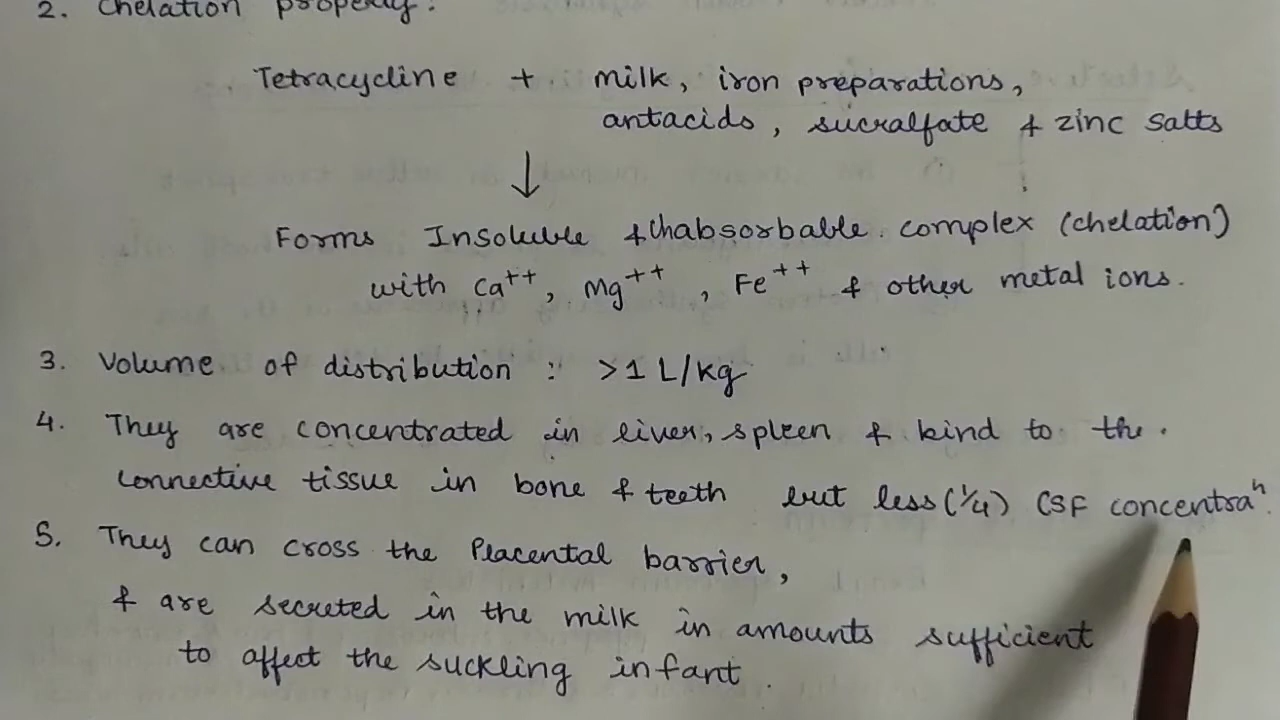 2. Chelation property:
Tetracycline + milk, iron preparations,
antacids, sucralfate & zinc salts
↓
Forms Insoluble & unabsorbable complex (chelation)
with Ca++, Mg++, Fe++ & other metal ions.
3. Volume of distribution : >1 L/kg
4. They are concentrated in liver, spleen & bind to the
connective tissue in bone & teeth but less (1/4) CSF concentraⁿ.
5. They can cross the Placental barrier,
& are secreted in the milk in amounts sufficient
to affect the suckling infant.